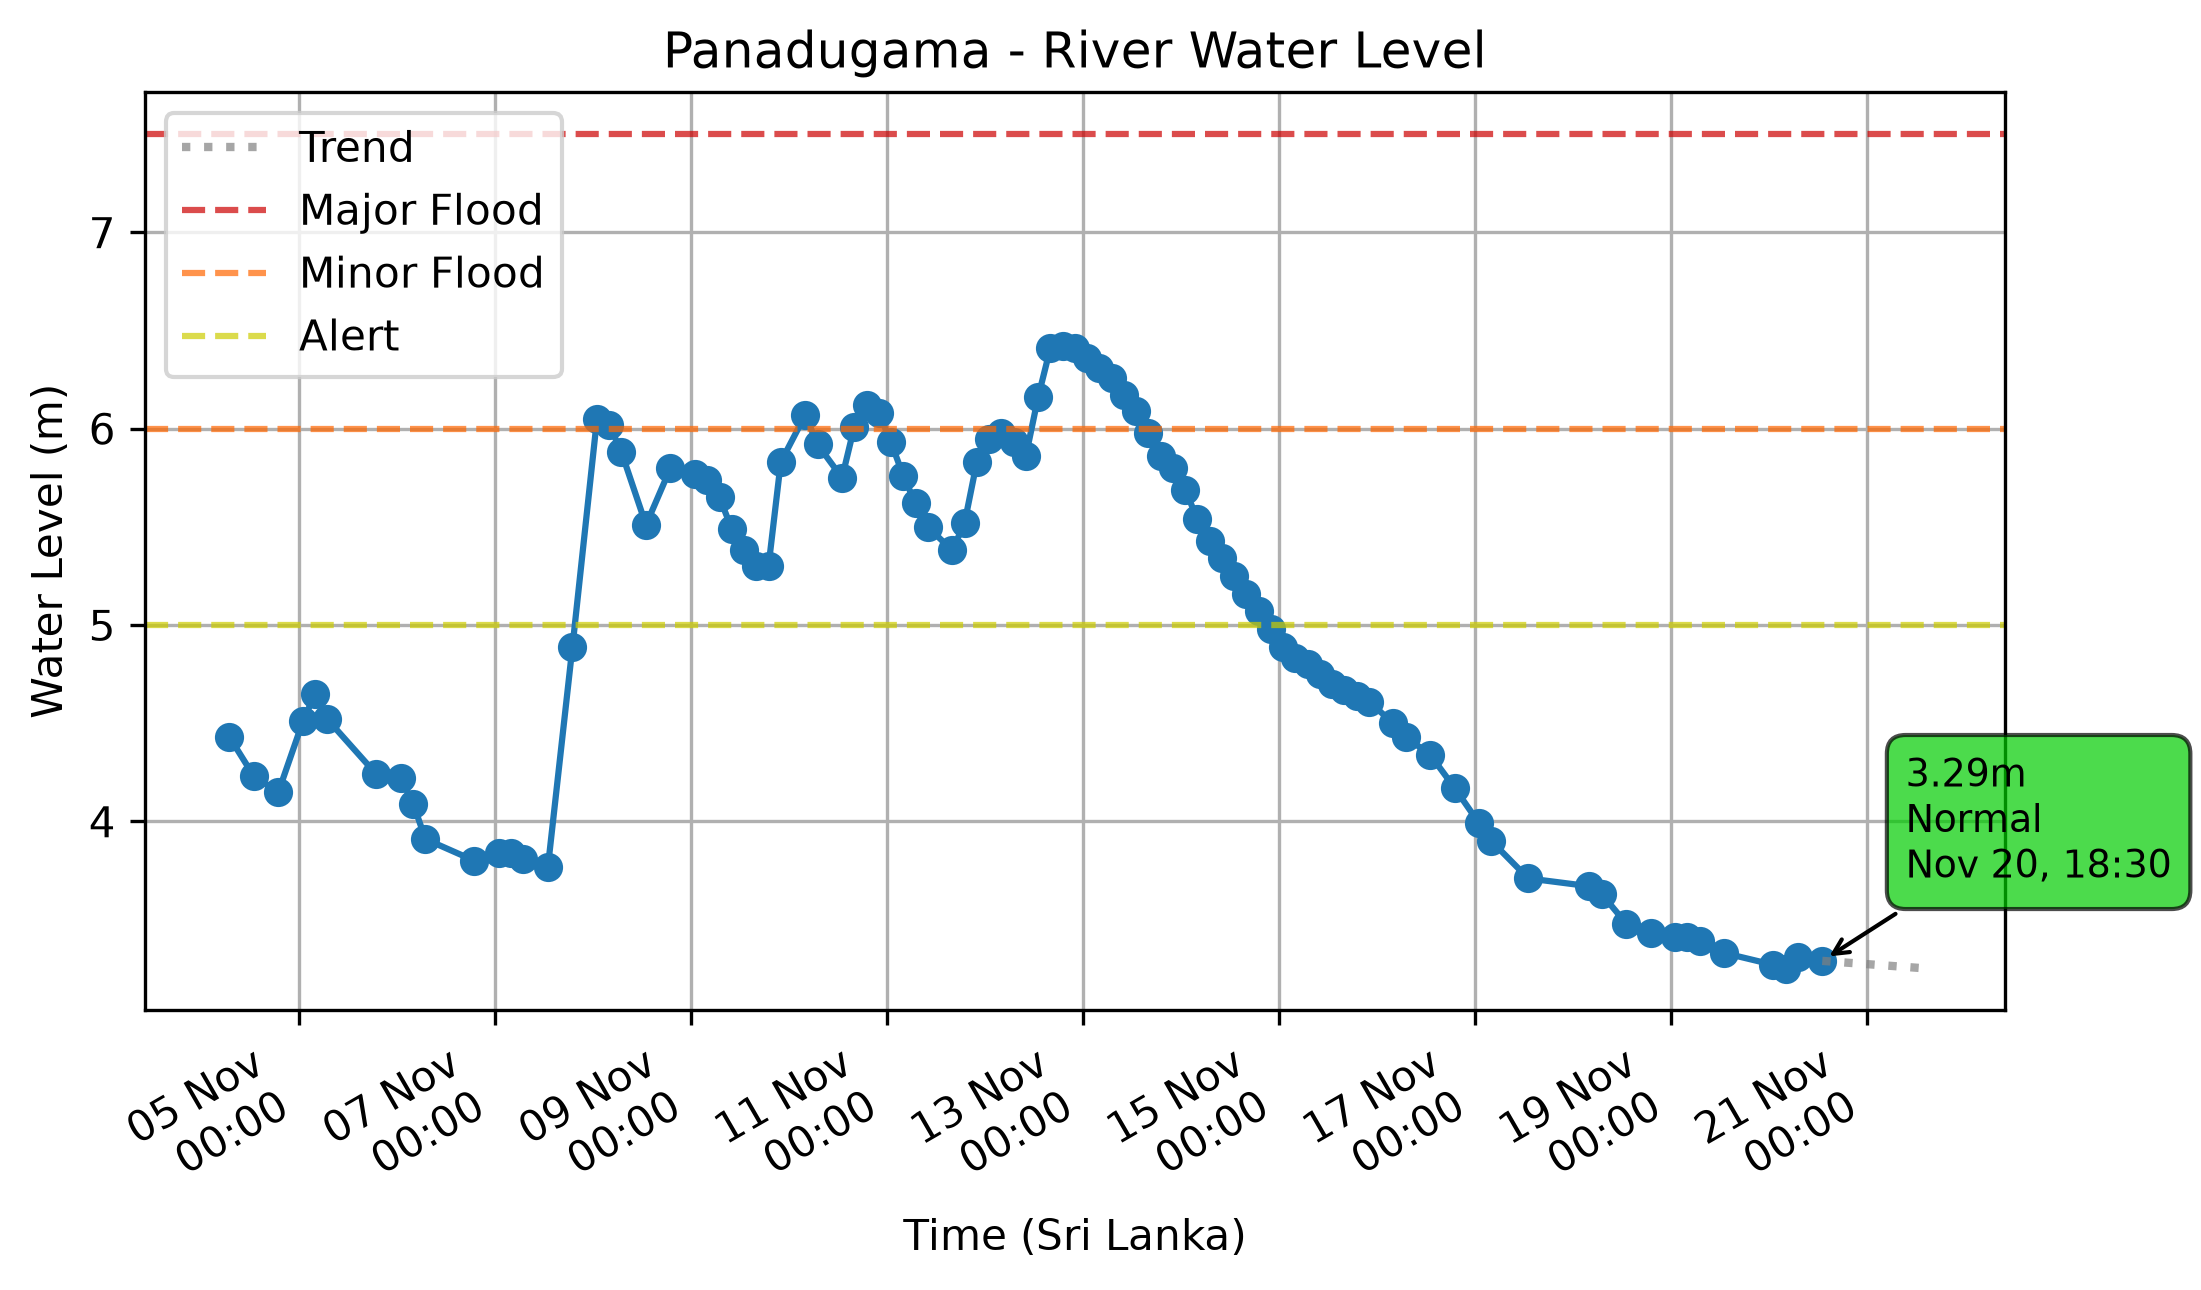 Panadugama - River Water Level
Trend
Major Flood
Minor Flood
Alert
7
6
5
4
Water Level (m)
3.29m
Normal
Nov 20, 18:30
05 Nov
00:00
07 Nov
00:00
09 Nov
00:00
11 Nov
00:00
13 Nov
00:00
15 Nov
00:00
17 Nov
00:00
19 Nov
00:00
21 Nov
00:00
Time (Sri Lanka)